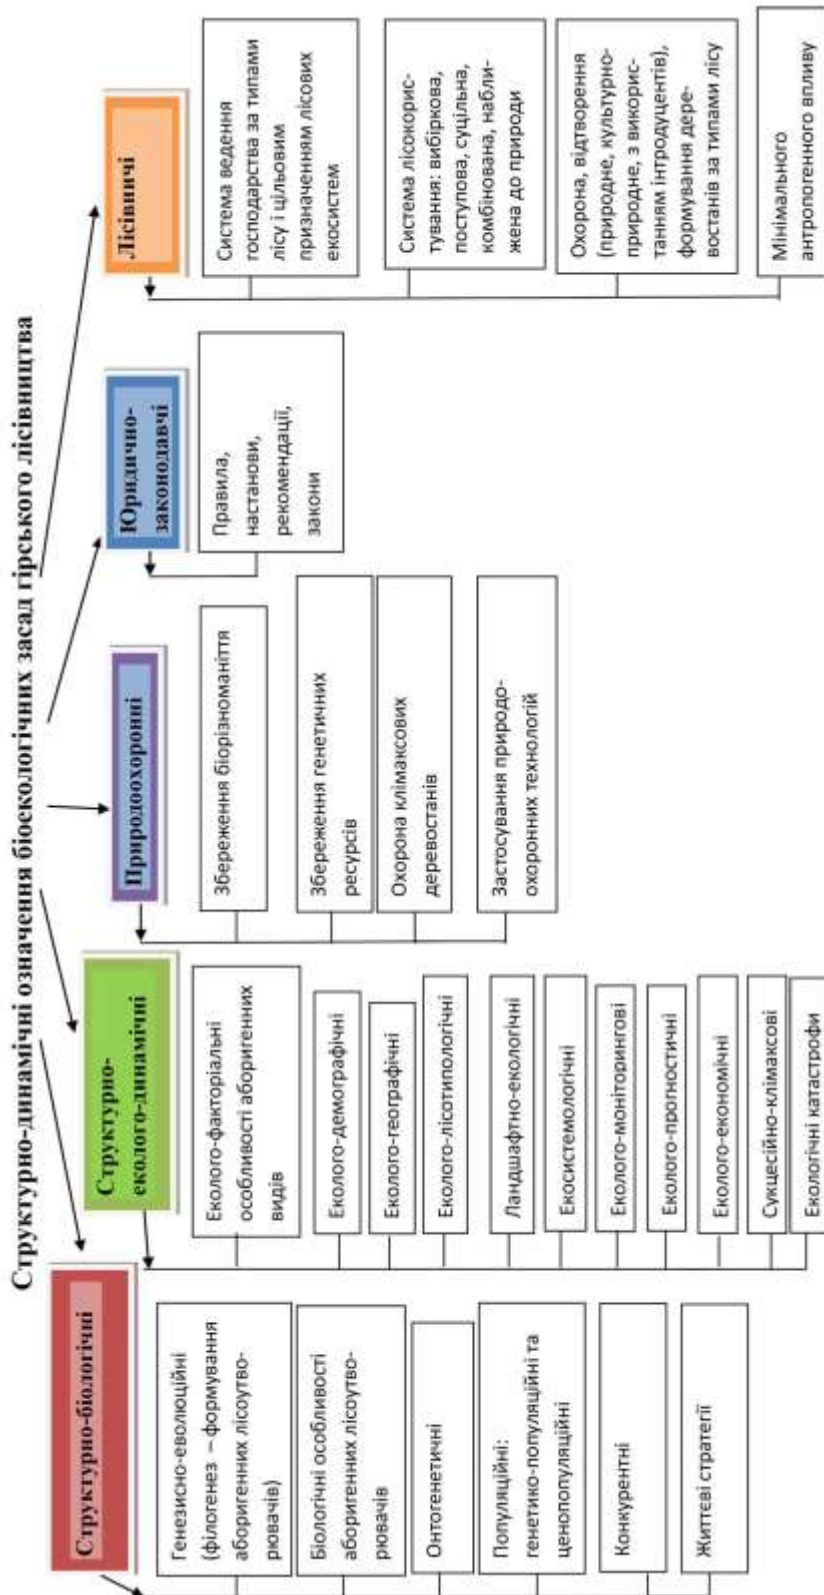 Структурно-динамічні означення біоекологічних засад гірського лісівництва
Структурно-біологічні
Генезисно-еволюційні
(філогенез – формування
аборигенних лісоутво-
рювачів)
Біологічні особливості
аборигенних лісоутво-
рювачів
Онтогенетичні
Популяційні:
генетико-популяційні та
ценопопуляційні
Конкурентні
Життєві стратегії
Структурно-
еколого-динамічні
Еколого-факторіальні
особливості аборигенних
видів
Еколого-демографічні
Еколого-географічні
Еколого-лісотипологічні
Ландшафтно-екологічні
Екосистемологічні
Еколого-моніторингові
Еколого-прогностичні
Еколого-економічні
Сукцесійно-клімаксові
Екологічні катастрофи
Природоохоронні
Збереження біорізноманіття
Збереження генетичних
ресурсів
Охорона клімаксових
деревостанів
Застосування природо-
охоронних технологій
Юридично-
законодавчі
Правила,
настанови,
рекомендації,
закони
Лісівничі
Система ведення
господарства за типами
лісу і цільовим
призначенням лісових
екосистем
Система лісокорис-
тування: вибіркова,
поступова, суцільна,
комбінована, набли-
жена до природи
Охорона, відтворення
(природне, культурно-
природне, з викорис-
танням інтродуцентів),
формування дере-
востанів за типами лісу
Мінімального
антропогенного впливу